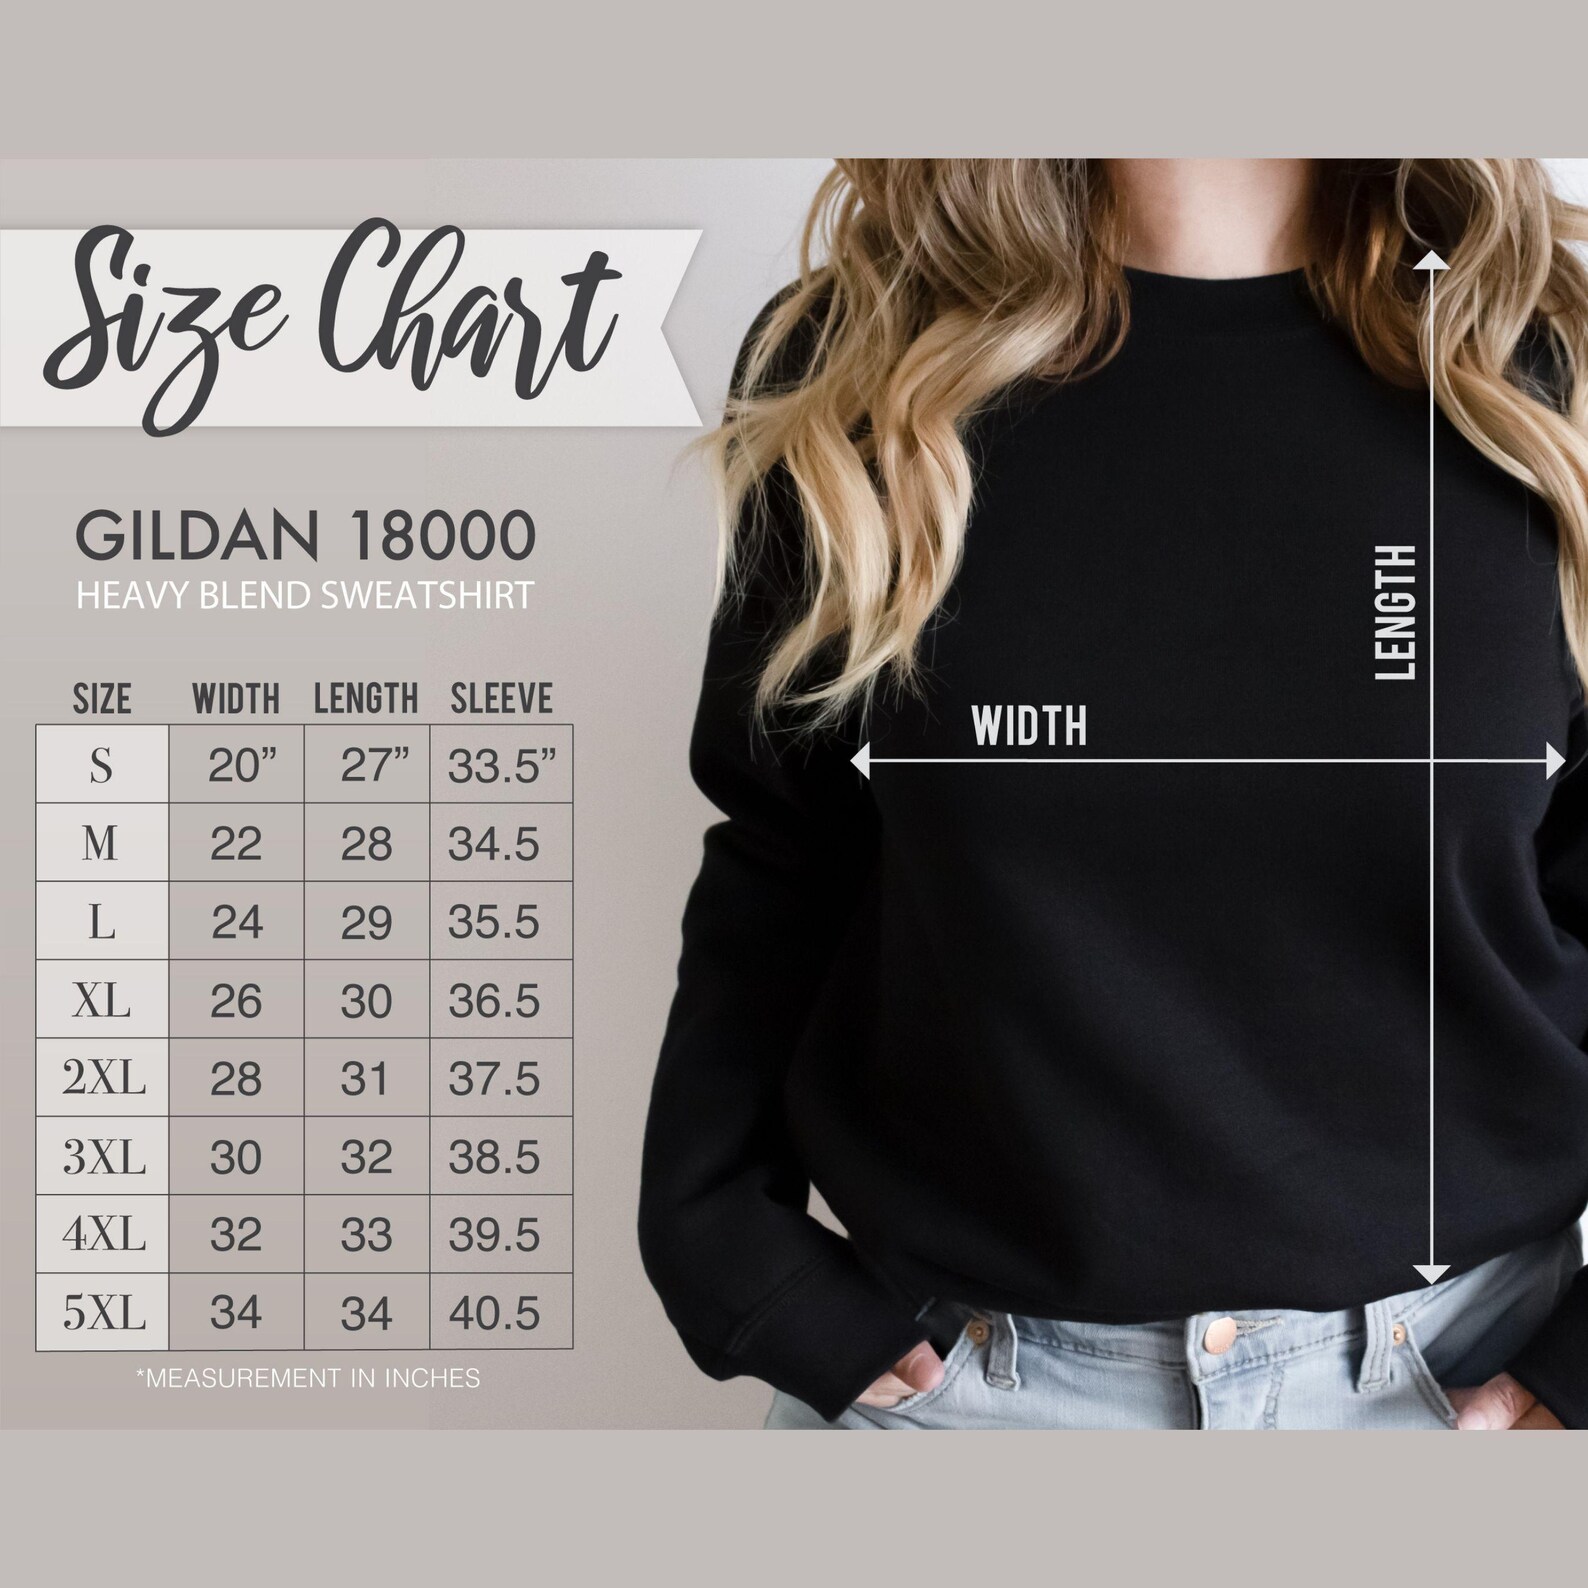 Size Chart
GILDAN 18000
HEAVY BLEND SWEATSHIRT
SIZE WIDTH LENGTH SLEEVE
S 20” 27” 33.5”
M 22 28 34.5
L 24 29 35.5
XL 26 30 36.5
2XL 28 31 37.5
3XL 30 32 38.5
4XL 32 33 39.5
5XL 34 34 40.5
*MEASUREMENT IN INCHES
WIDTH
LENGTH